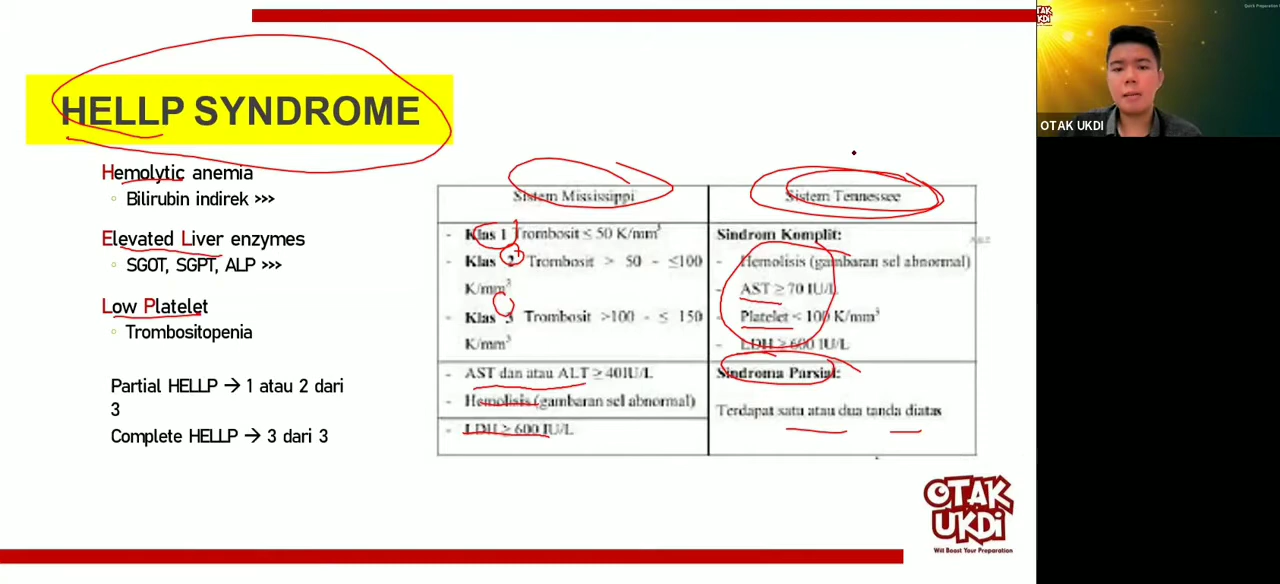 HELLP SYNDROME
Hemolytic anemia
Bilirubin indirek >>>
Elevated Liver enzymes
SGOT, SGPT, ALP >>>
Low Platelet
Trombositopenia
Partial HELLP → 1 atau 2 dari
3
Complete HELLP → 3 dari 3
Sistem Mississippi
- Klas 1 Trombosit ≤ 50 K/mm³
- Klas 2 Trombosit > 50 - ≤100
K/mm³
- Klas 3 Trombosit >100 - ≤ 150
K/mm³
- AST dan atau ALT ≥ 40IU/L
- Hemolisis (gambaran sel abnormal)
- LDH ≥ 600 IU/L
Sistem Tennessee
Sindrom Komplit:
- Hemolisis (gambaran sel abnormal)
- AST ≥ 70 IU/L
- Platelet < 100 K/mm³
- LDH ≥ 600 IU/L
Sindroma Parsial:
Terdapat satu atau dua tanda diatas
OTAK
UKDI
Will Boost Your Preparation
OTAK
UKDI
OTAK UKDI